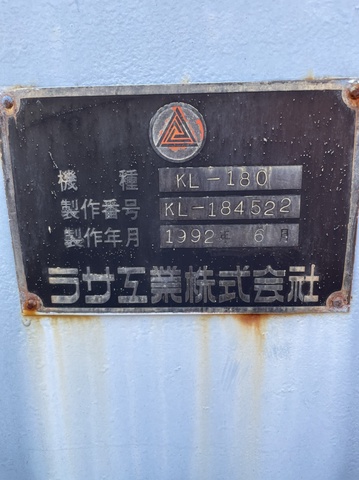 機種 KL-180
製作番号 KL-184522
製作年月 1992年 6月
ラサ工業株式会社